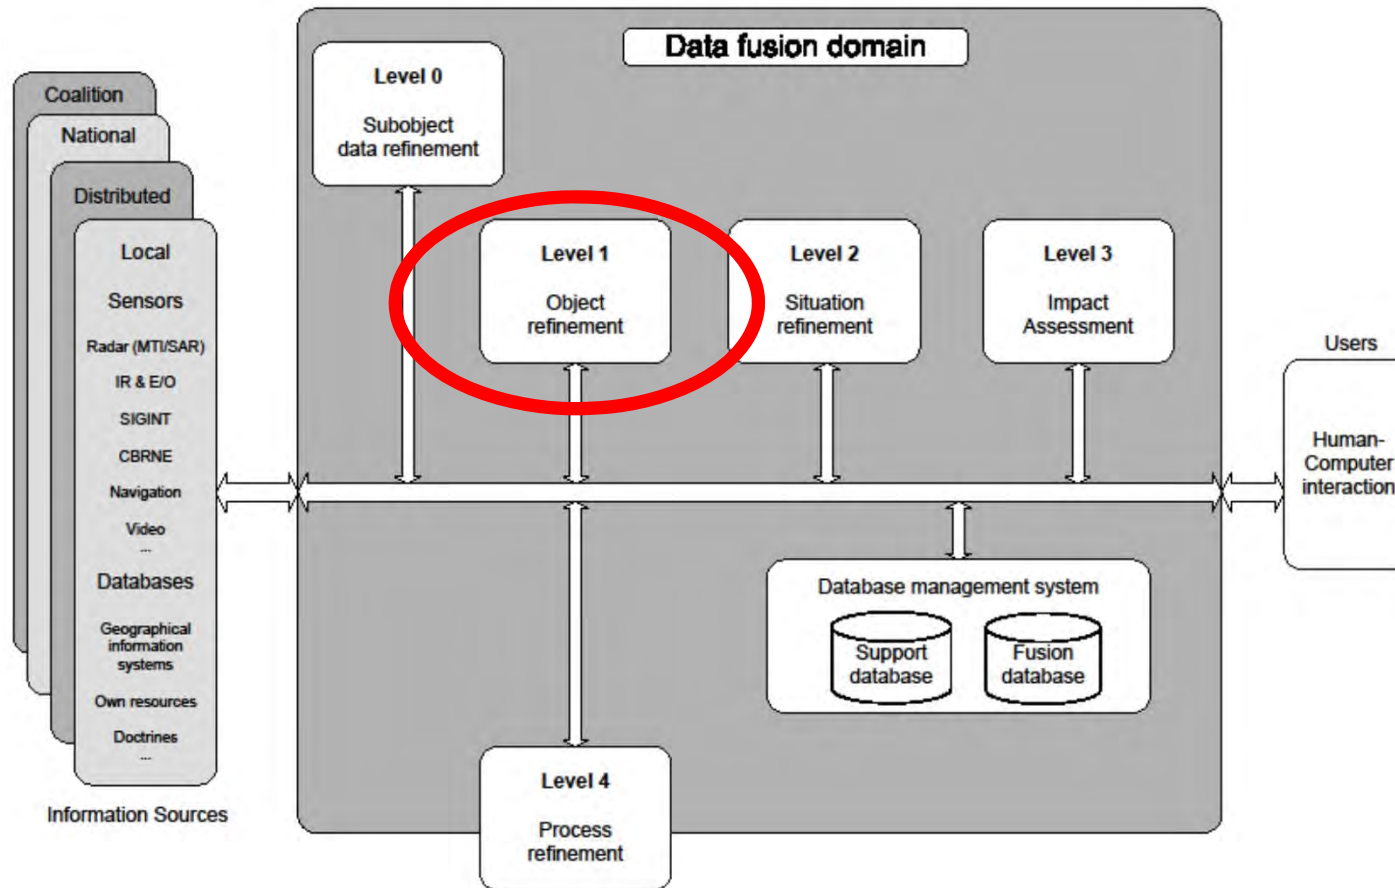 Data fusion domain
Coalition
National
Distributed
Local
Sensors
Radar (MTI/SAR)
IR & E/O
SIGINT
CBRNE
Navigation
Video
...
Databases
Geographical
information
systems
Own resources
Doctrines
...
Information Sources
Level 0
Subobject
data refinement
Level 1
Object
refinement
Level 2
Situation
refinement
Level 3
Impact
Assessment
Users
Human-
Computer
interaction
Database management system
Support
database
Fusion
database
Level 4
Process
refinement